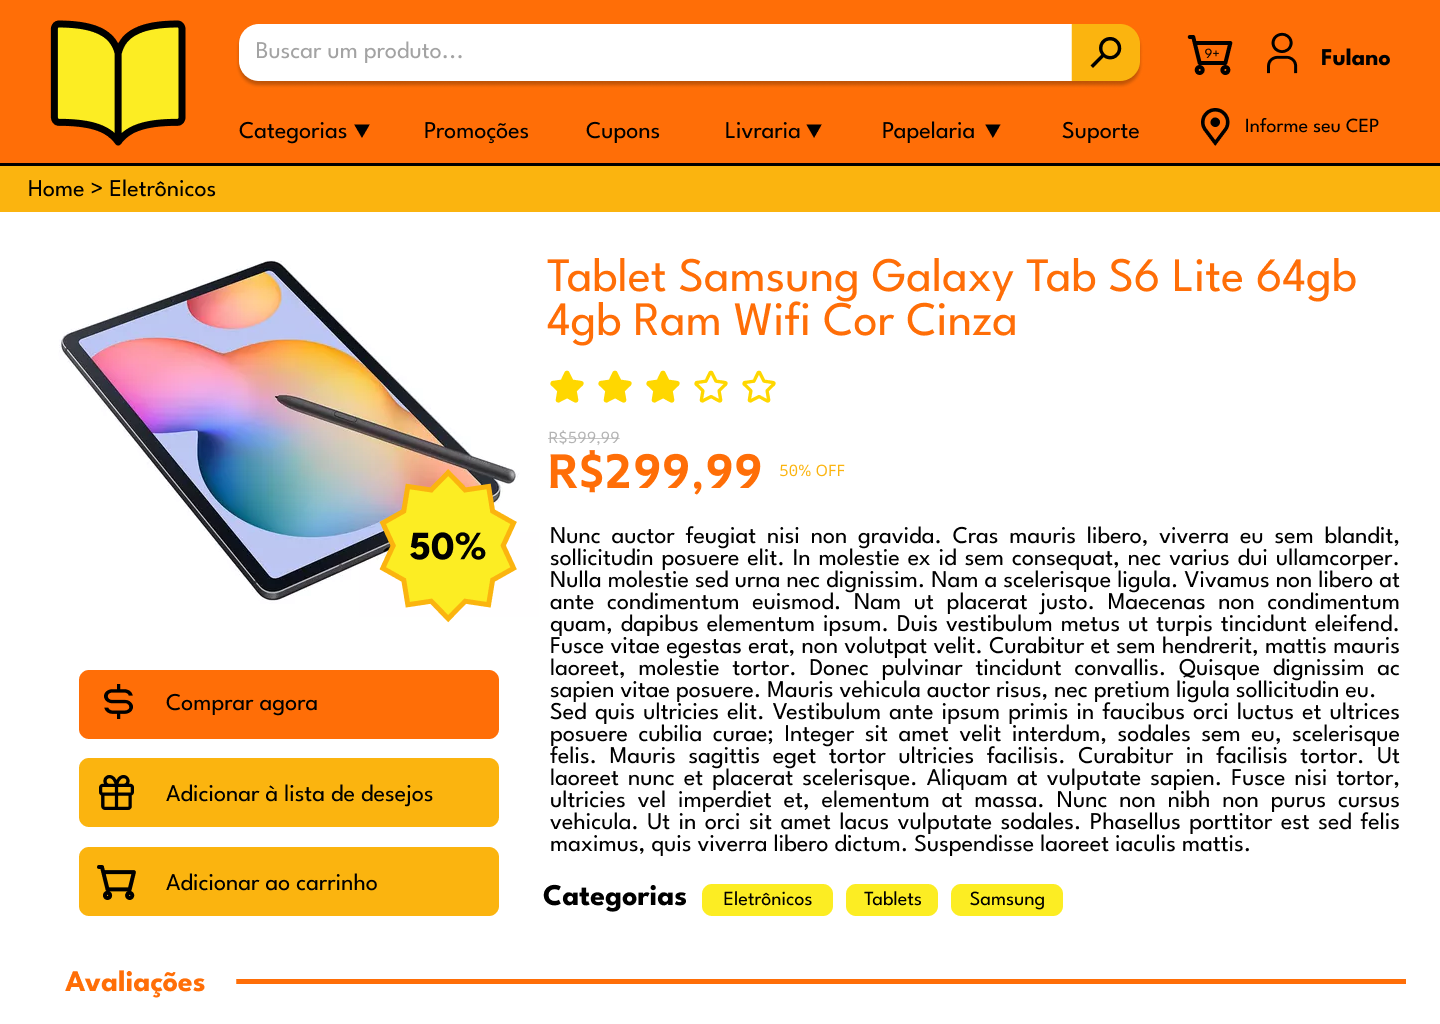 Buscar um produto...
9+
Fulano
Categorias ▼ Promoções Cupons Livraria ▼ Papelaria ▼ Suporte
Informe seu CEP
Home > Eletrônicos
Tablet Samsung Galaxy Tab S6 Lite 64gb
4gb Ram Wifi Cor Cinza
R$599,99
R$299,99 50% OFF
50%
Nunc auctor feugiat nisi non gravida. Cras mauris libero, viverra eu sem blandit,
sollicitudin posuere elit. In molestie ex id sem consequat, nec varius dui ullamcorper.
Nulla molestie sed urna nec dignissim. Nam a scelerisque ligula. Vivamus non libero at
ante condimentum euismod. Nam ut placerat justo. Maecenas non condimentum
quam, dapibus elementum ipsum. Duis vestibulum metus ut turpis tincidunt eleifend.
Fusce vitae egestas erat, non volutpat velit. Curabitur et sem hendrerit, mattis mauris
laoreet, molestie tortor. Donec pulvinar tincidunt convallis. Quisque dignissim ac
sapien vitae posuere. Mauris vehicula auctor risus, nec pretium ligula sollicitudin eu.
Sed quis ultricies elit. Vestibulum ante ipsum primis in faucibus orci luctus et ultrices
posuere cubilia curae; Integer sit amet velit interdum, sodales sem eu, scelerisque
felis. Mauris sagittis eget tortor ultricies facilisis. Curabitur in facilisis tortor. Ut
laoreet nunc et placerat scelerisque. Aliquam at vulputate sapien. Fusce nisi tortor,
ultricies vel imperdiet et, elementum at massa. Nunc non nibh non purus cursus
vehicula. Ut in orci sit amet lacus vulputate sodales. Phasellus porttitor est sed felis
maximus, quis viverra libero dictum. Suspendisse laoreet iaculis mattis.
$ Comprar agora
Adicionar à lista de desejos
Adicionar ao carrinho
Categorias Eletrônicos Tablets Samsung
Avaliações